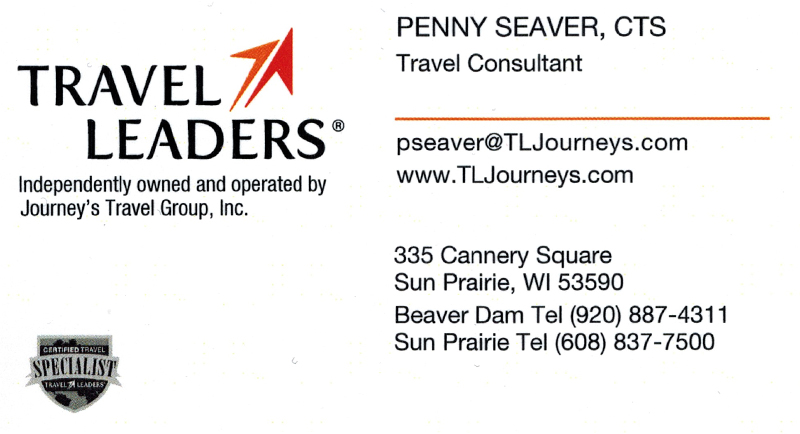 TRAVEL
LEADERS®
Independently owned and operated by
Journey's Travel Group, Inc.
CERTIFIED TRAVEL
SPECIALIST
TRAVEL LEADERS
PENNY SEAVER, CTS
Travel Consultant
pseaver@TLJourneys.com
www.TLJourneys.com
335 Cannery Square
Sun Prairie, WI 53590
Beaver Dam Tel (920) 887-4311
Sun Prairie Tel (608) 837-7500